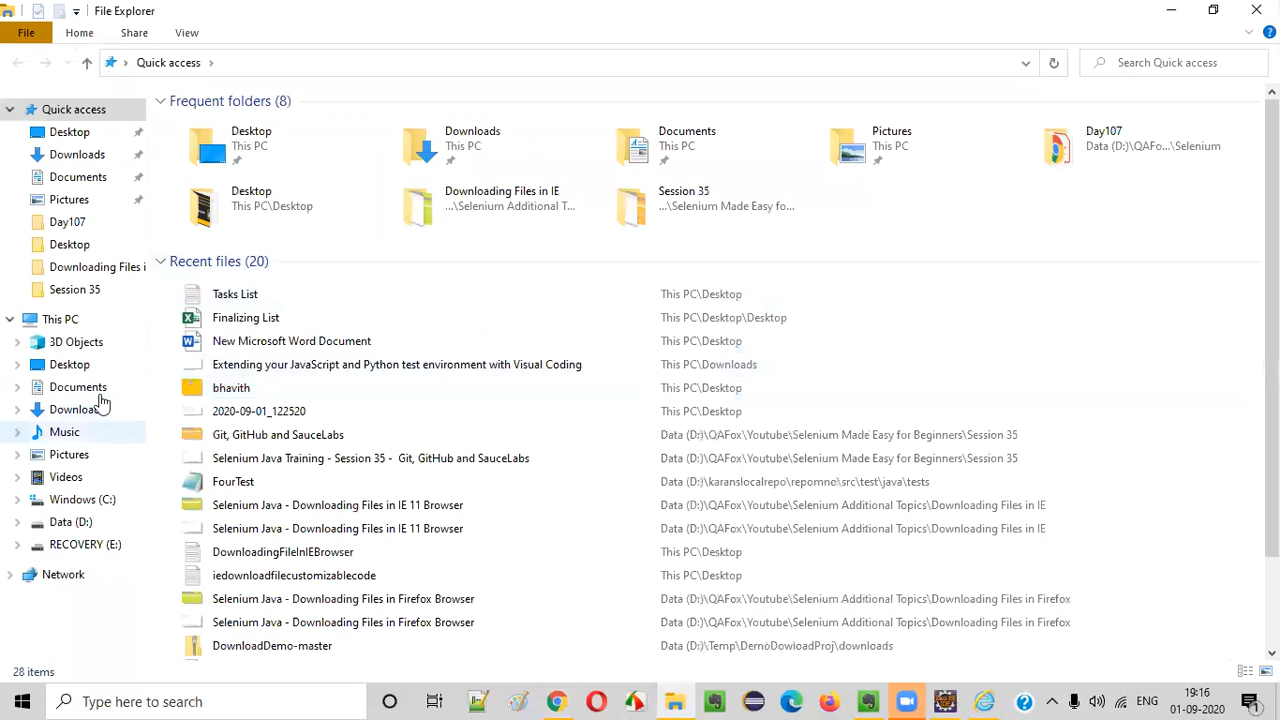 File Explorer
File Home Share View
Quick access
Search Quick access
Quick access
Desktop
Downloads
Documents
Pictures
Day107
Desktop
Downloading Files i
Session 35
This PC
3D Objects
Desktop
Documents
Downloads
Music
Pictures
Videos
Windows (C:)
Data (D:)
RECOVERY (E:)
Network
Frequent folders (8)
Desktop
This PC
Downloads
This PC
Documents
This PC
Pictures
This PC
Day107
Data (D:)\QAFo...\Selenium
Desktop
This PC\Desktop
Downloading Files in IE
...\Selenium Additional T...
Session 35
...\Selenium Made Easy fo...
Recent files (20)
Tasks List This PC\Desktop
Finalizing List This PC\Desktop\Desktop
New Microsoft Word Document This PC\Desktop
Extending your JavaScript and Python test environment with Visual Coding This PC\Downloads
bhavith This PC\Desktop
2020-09-01_122520 This PC\Desktop
Git, GitHub and SauceLabs Data (D:)\QAFox\Youtube\Selenium Made Easy for Beginners\Session 35
Selenium Java Training - Session 35 - Git, GitHub and SauceLabs Data (D:)\QAFox\Youtube\Selenium Made Easy for Beginners\Session 35
FourTest Data (D:)\karanslocalrepo\repomno\src\test\java\tests
Selenium Java - Downloading Files in IE 11 Browser Data (D:)\QAFox\Youtube\Selenium Additional Topics\Downloading Files in IE
Selenium Java - Downloading Files in IE 11 Browser Data (D:)\QAFox\Youtube\Selenium Additional Topics\Downloading Files in IE
DownloadingFileInIEBrowser This PC\Desktop
iedownloadfilecustomizablecode This PC\Desktop
Selenium Java - Downloading Files in Firefox Browser Data (D:)\QAFox\Youtube\Selenium Additional Topics\Downloading Files in Firefox
Selenium Java - Downloading Files in Firefox Browser Data (D:)\QAFox\Youtube\Selenium Additional Topics\Downloading Files in Firefox
DownloadDemo-master Data (D:)\Temp\DemoDowloadProj\downloads
28 items
Type here to search
ENG
19:16
01-09-2020